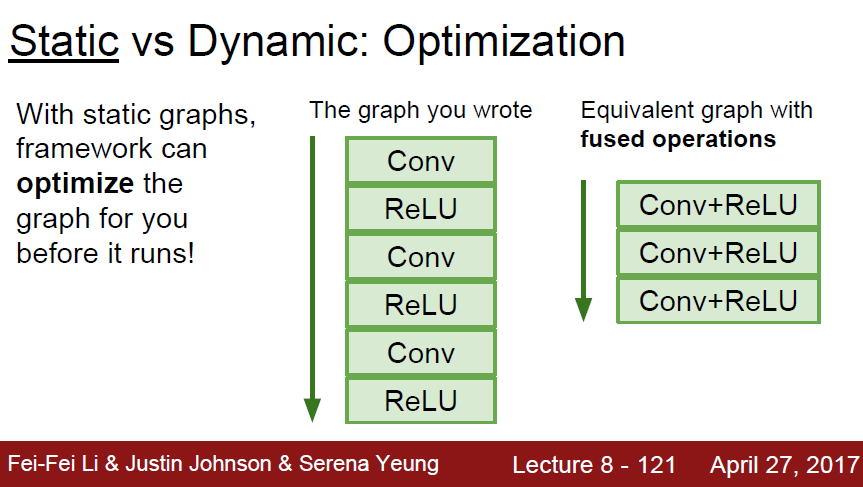 Static vs Dynamic: Optimization
With static graphs,
framework can
optimize the
graph for you
before it runs!
The graph you wrote
Conv
ReLU
Conv
ReLU
Conv
ReLU
Equivalent graph with
fused operations
Conv+ReLU
Conv+ReLU
Conv+ReLU
Fei-Fei Li & Justin Johnson & Serena Yeung
Lecture 8 - 121
April 27, 2017